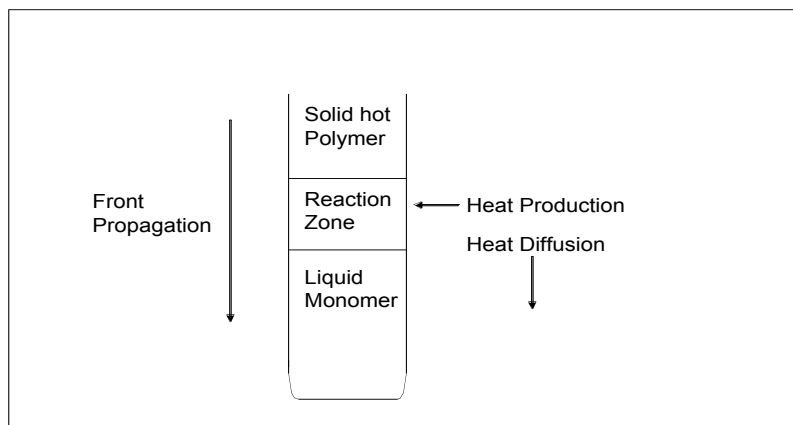 Solid hot
Polymer
Front
Propagation
Reaction
Zone
Heat Production
Heat Diffusion
Liquid
Monomer